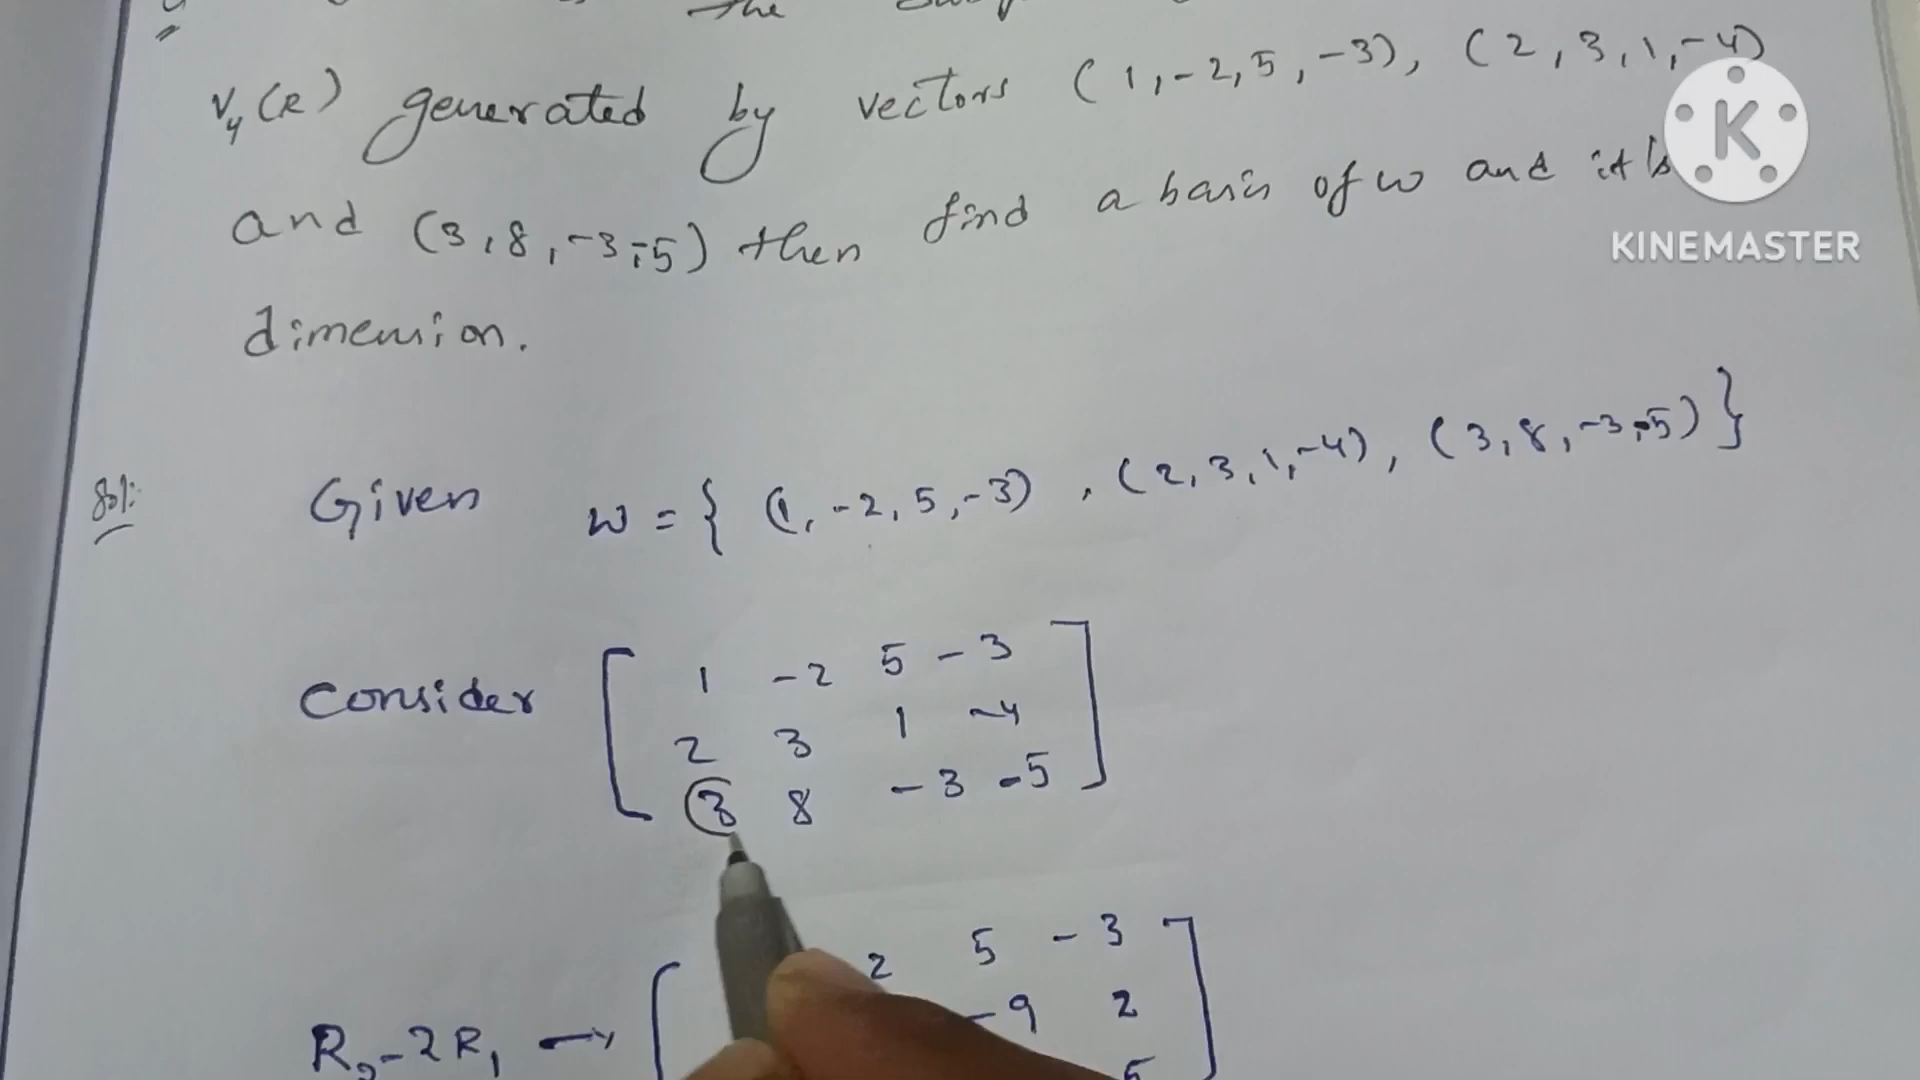 the
V4(R) generated by vectors (1,-2,5,-3), (2,3,1,-4)
and (3,8,-3,-5) then find a basis of w and it's
dimension.
Sol:
Given w = { (1,-2,5,-3), (2,3,1,-4), (3,8,-3,-5) }
Consider [ 1 -2 5 -3
2 3 1 -4
3 8 -3 -5 ]
2 5 -3
R2-2R1 → [ -9 2
5
K
KINEMASTER